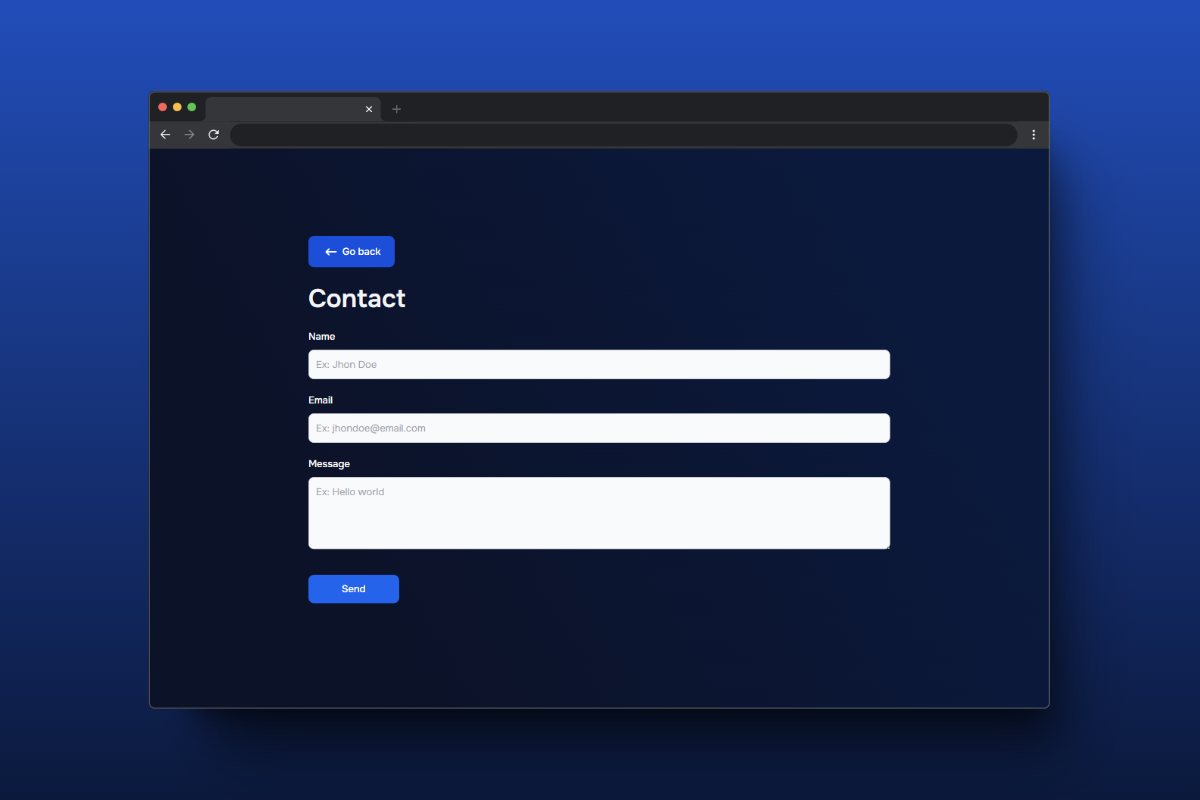 Go back
Contact
Name
Ex: Jhon Doe
Email
Ex: jhondoe@email.com
Message
Ex: Hello world
Send